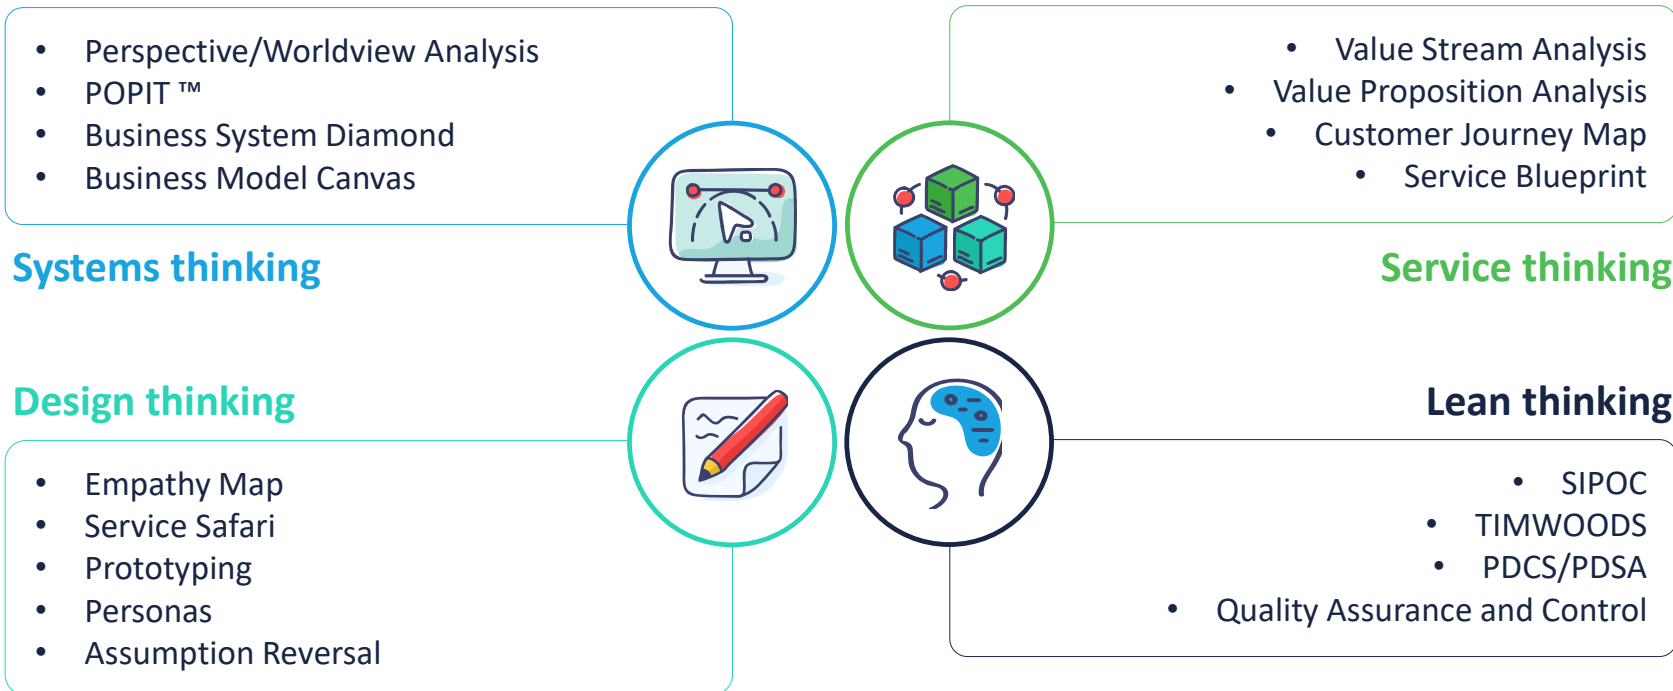 • Perspective/Worldview Analysis
• POPIT ™
• Business System Diamond
• Business Model Canvas
Systems thinking
• Value Stream Analysis
• Value Proposition Analysis
• Customer Journey Map
• Service Blueprint
Service thinking
Design thinking
• Empathy Map
• Service Safari
• Prototyping
• Personas
• Assumption Reversal
Lean thinking
• SIPOC
• TIMWOODS
• PDCS/PDSA
• Quality Assurance and Control